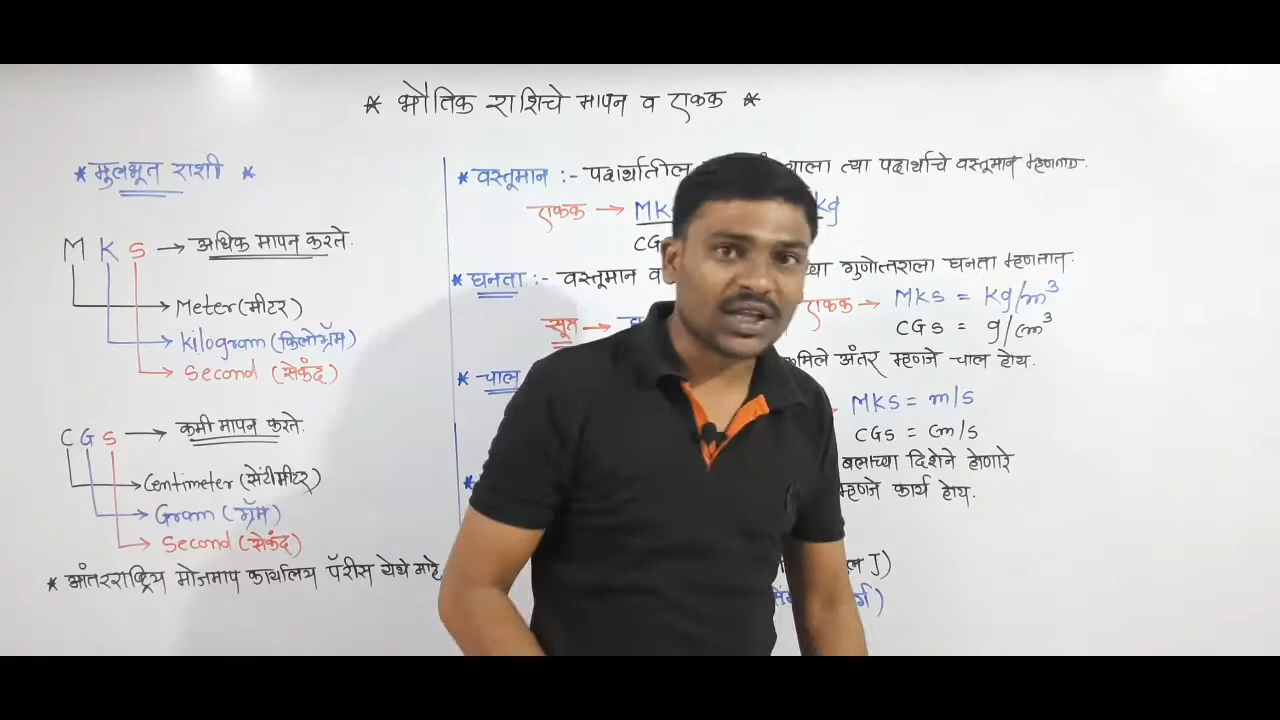 * भौतिक राशिचे मापन व एकक *
* मुलभूत राशी *
M K S → अधिक मापन करते.
Meter (मीटर)
kilogram (किलोग्रॅम)
Second (सेकंद)
C G S → कमी मापन करते.
Centimeter (सेंटीमीटर)
Gram (ग्रॅम)
Second (सेकंद)
* आंतरराष्ट्रिय मोजमाप कार्यालय पॅरीस येथे आहे
* वस्तूमान :- पदार्थातील त्या पदार्थाचे वस्तूमान म्हणतात.
एकक → kg
* घनता :- वस्तूमान व गुणोत्तराला घनता म्हणतात.
सूत्र → एकक → MKS = Kg/m³
CGS = g/cm³
* चाल अंतर म्हणजे चाल होय.
MKS = m/s
CGS = cm/s
बलाच्या दिशेने होणारे
म्हणजे कार्य होय.
J)